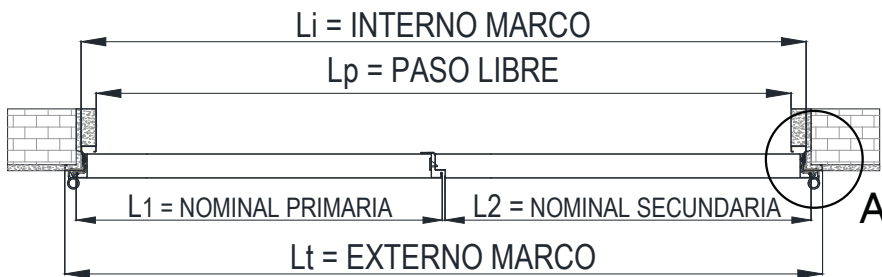 Li = INTERNO MARCO
Lp = PASO LIBRE
L1 = NOMINAL PRIMARIA
L2 = NOMINAL SECUNDARIA
A
Lt = EXTERNO MARCO